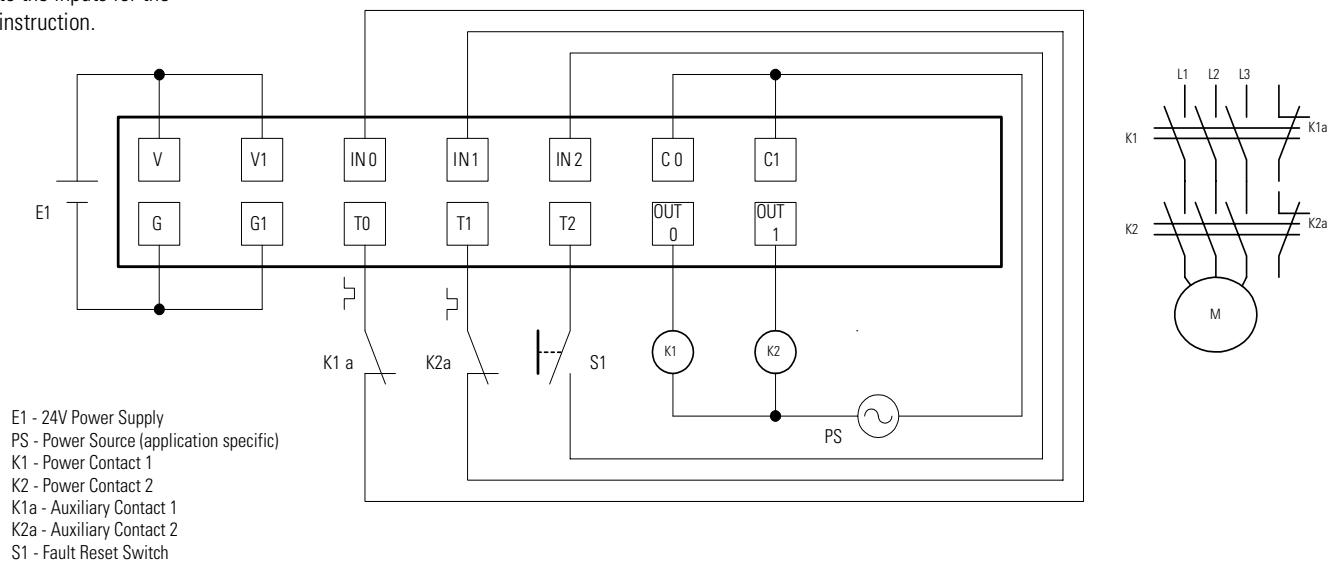 to the inputs for the
instruction.
L1 L2 L3
K1a
K1
K2a
K2
M
V V1 IN 0 IN 1 IN 2 C 0 C1
E1
G G1 T0 T1 T2 OUT 0 OUT 1
K1 a K2a S1 K1 K2
PS
E1 - 24V Power Supply
PS - Power Source (application specific)
K1 - Power Contact 1
K2 - Power Contact 2
K1a - Auxiliary Contact 1
K2a - Auxiliary Contact 2
S1 - Fault Reset Switch